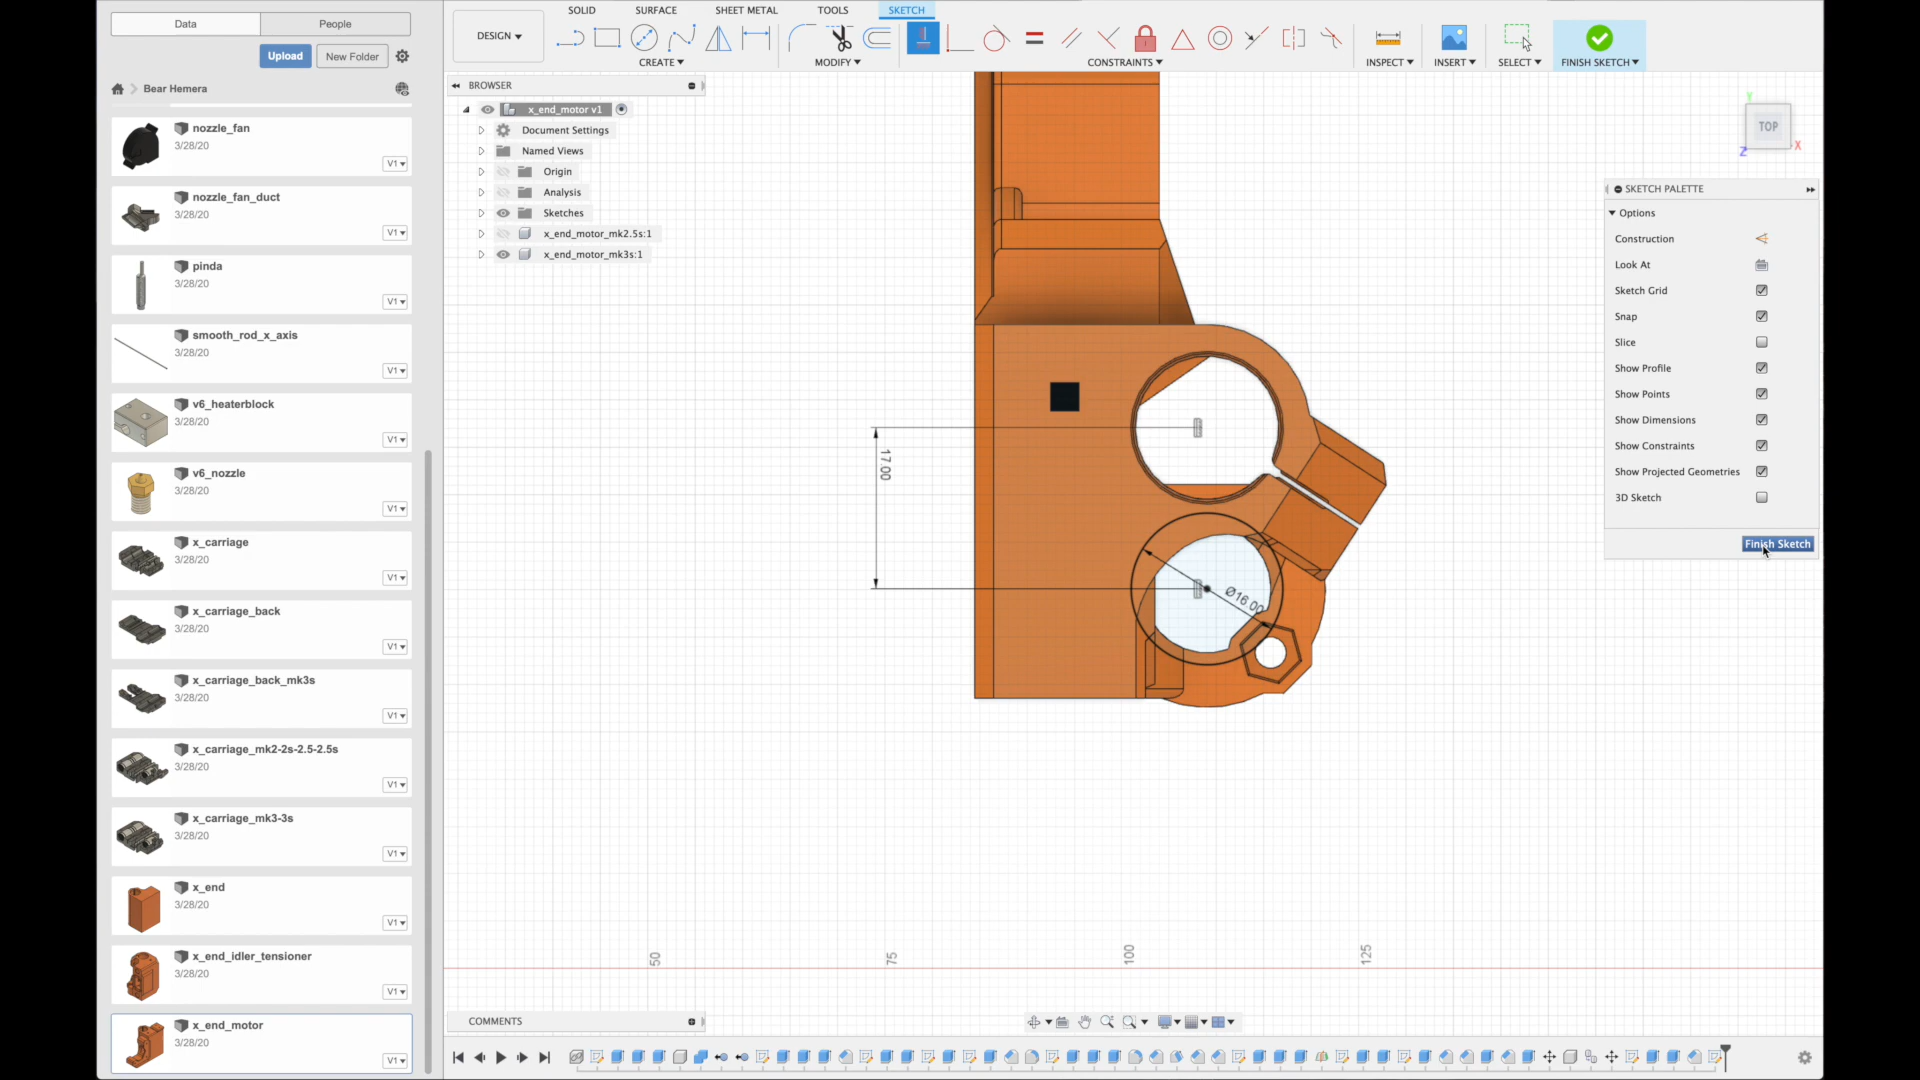 Data
People
Upload
New Folder
Bear Hemera
nozzle_fan
3/28/20
V1
nozzle_fan_duct
3/28/20
V1
pinda
3/28/20
V1
smooth_rod_x_axis
3/28/20
V1
v6_heaterblock
3/28/20
V1
v6_nozzle
3/28/20
V1
x_carriage
3/28/20
V1
x_carriage_back
3/28/20
V1
x_carriage_back_mk3s
3/28/20
V1
x_carriage_mk2-2s-2.5-2.5s
3/28/20
V1
x_carriage_mk3-3s
3/28/20
V1
x_end
3/28/20
V1
x_end_idler_tensioner
3/28/20
V1
x_end_motor
3/28/20
V1
SOLID
SURFACE
SHEET METAL
TOOLS
SKETCH
DESIGN
CREATE
MODIFY
CONSTRAINTS
INSPECT
INSERT
SELECT
FINISH SKETCH
BROWSER
x_end_motor v1
Document Settings
Named Views
Origin
Analysis
Sketches
x_end_motor_mk2.5s:1
x_end_motor_mk3s:1
17.00
Ø16.00
50
75
100
125
Y
TOP
Z
X
SKETCH PALETTE
Options
Construction
Look At
Sketch Grid
Snap
Slice
Show Profile
Show Points
Show Dimensions
Show Constraints
Show Projected Geometries
3D Sketch
Finish Sketch
COMMENTS